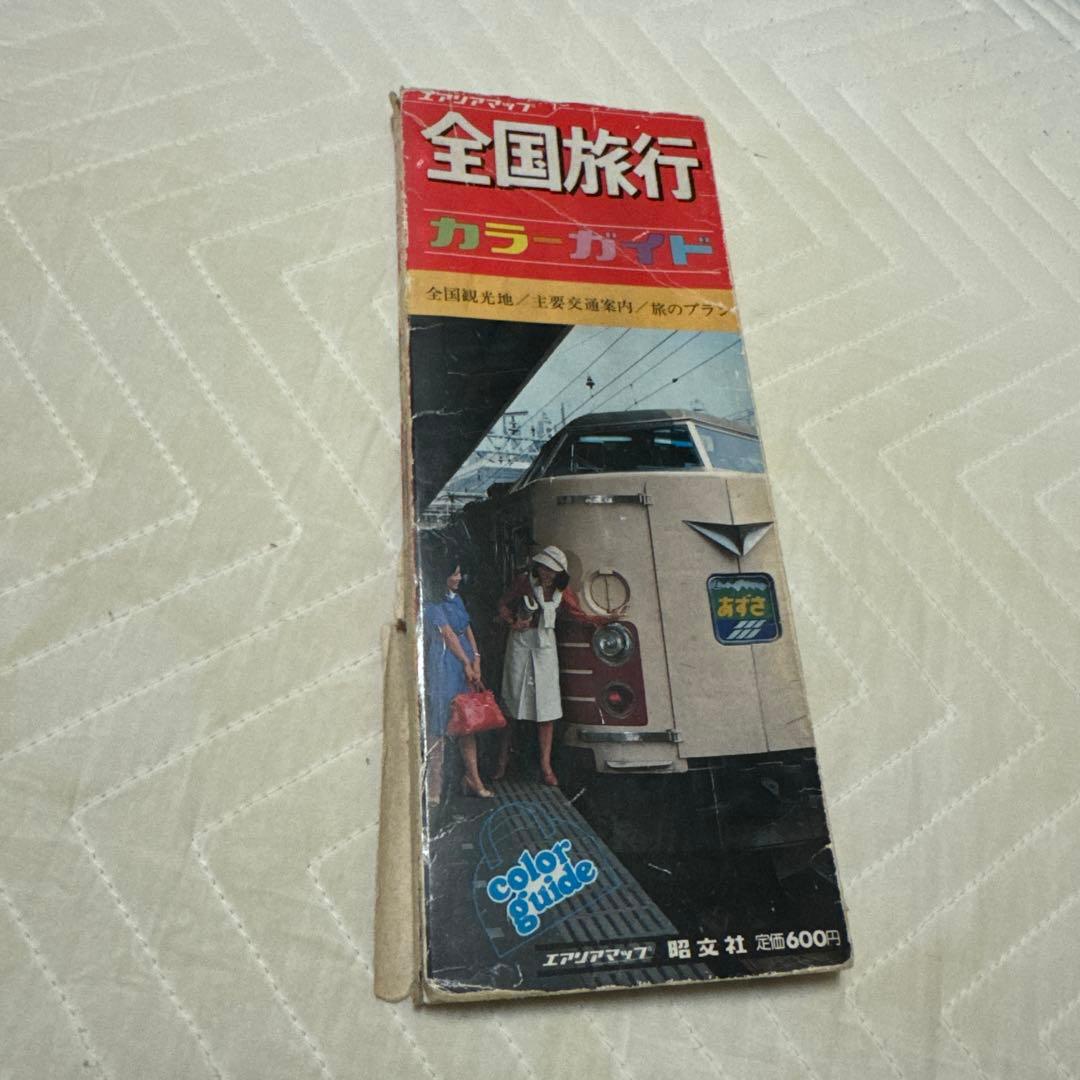 エアリアマップ
全国旅行
カラーガイド
全国観光地/主要交通案内/旅のプラン
あずさ
color
guide
エアリアマップ 昭文社 定価600円